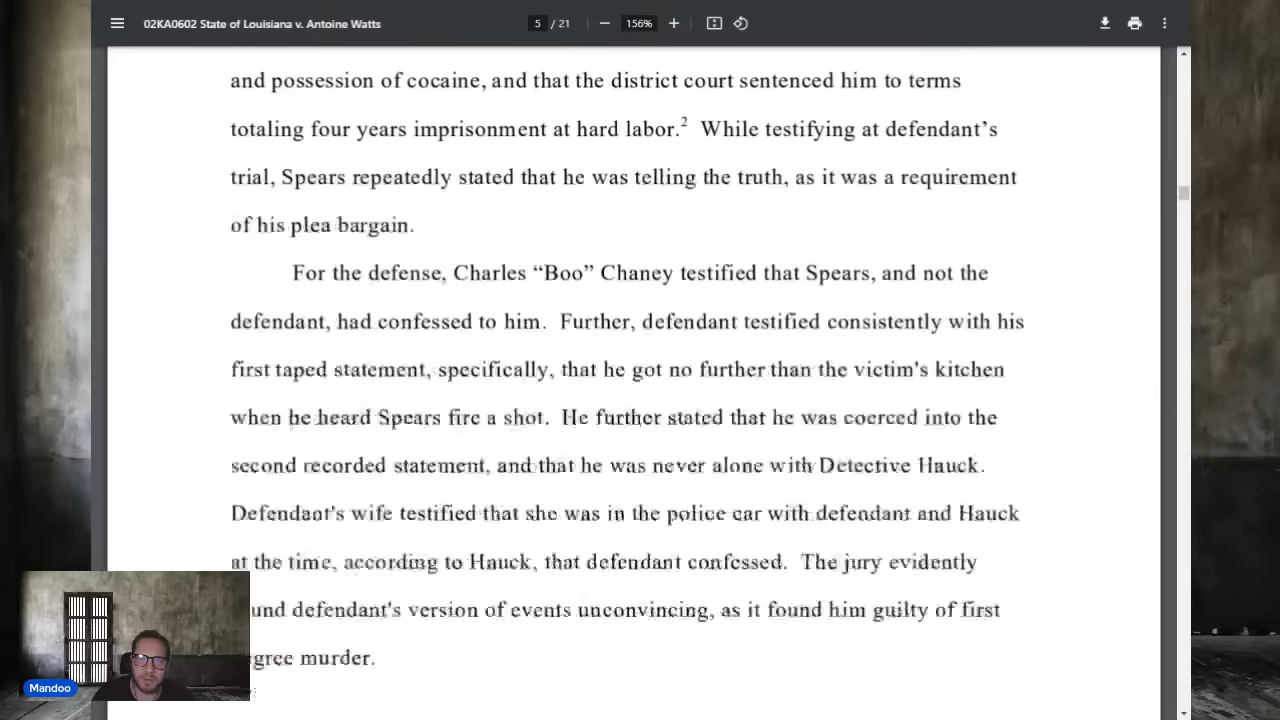 02KA0602 State of Louisiana v. Antoine Watts
5 / 21
156%
and possession of cocaine, and that the district court sentenced him to terms
totaling four years imprisonment at hard labor.2 While testifying at defendant's
trial, Spears repeatedly stated that he was telling the truth, as it was a requirement
of his plea bargain.
For the defense, Charles “Boo” Chaney testified that Spears, and not the
defendant, had confessed to him. Further, defendant testified consistently with his
first taped statement, specifically, that he got no further than the victim's kitchen
when he heard Spears fire a shot. He further stated that he was coerced into the
second recorded statement, and that he was never alone with Detective Hauck.
Defendant's wife testified that she was in the police car with defendant and Hauck
at the time, according to Hauck, that defendant confessed. The jury evidently
und defendant's version of events unconvincing, as it found him guilty of first
gree murder.
Mandoo